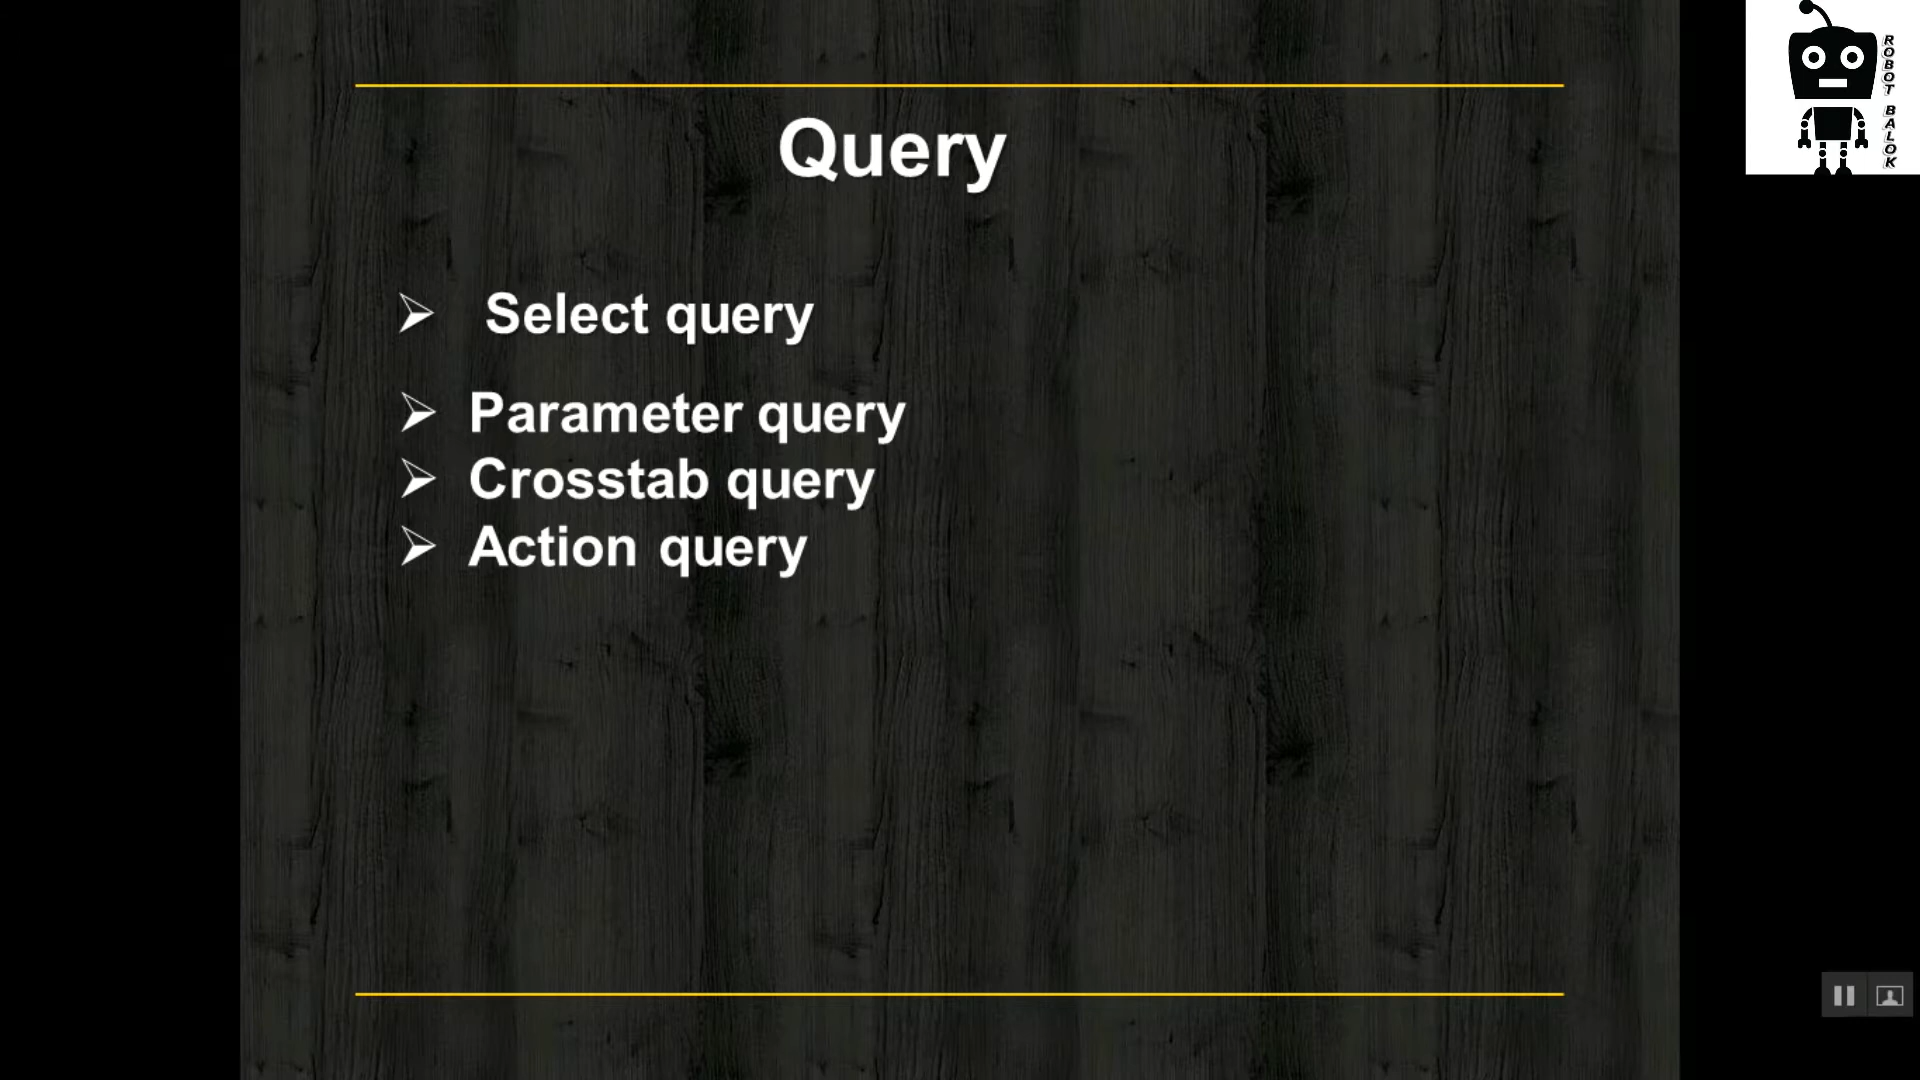 Query
➢ Select query
➢ Parameter query
➢ Crosstab query
➢ Action query
ROBOT BALOK